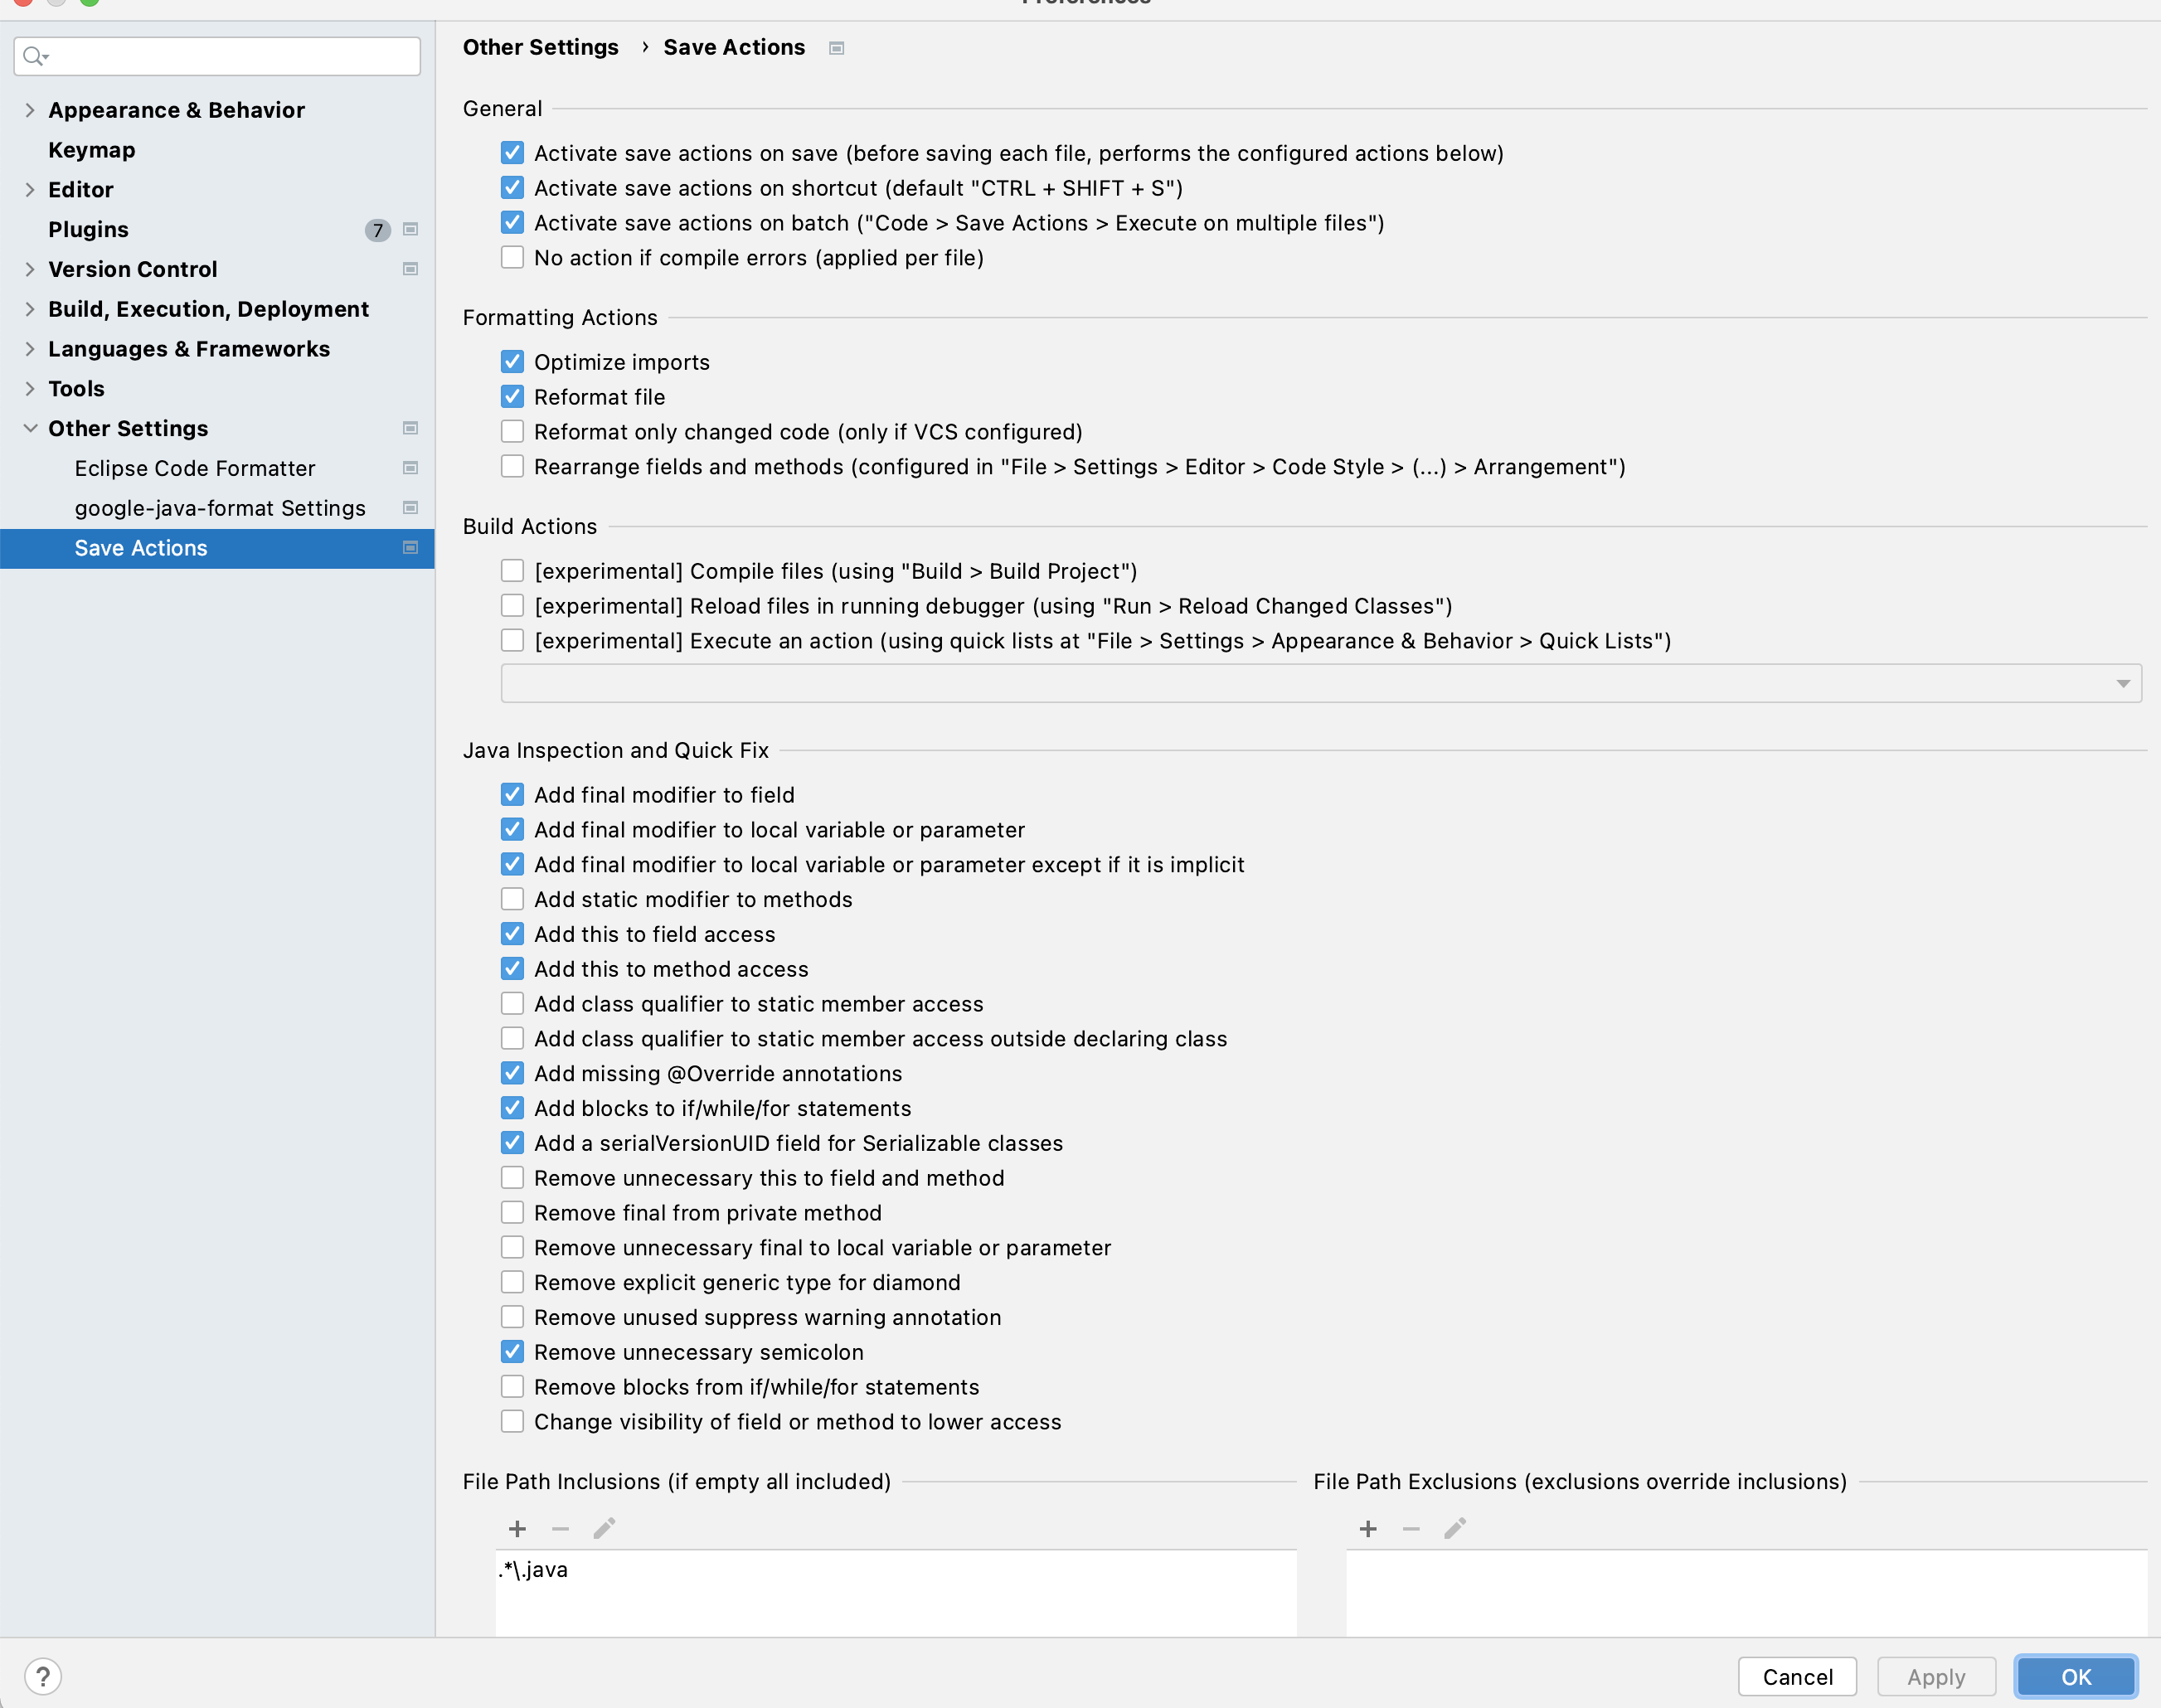 Preferences
Appearance & Behavior
Keymap
Editor
Plugins 7
Version Control
Build, Execution, Deployment
Languages & Frameworks
Tools
Other Settings
Eclipse Code Formatter
google-java-format Settings
Save Actions
Other Settings › Save Actions
General
Activate save actions on save (before saving each file, performs the configured actions below)
Activate save actions on shortcut (default "CTRL + SHIFT + S")
Activate save actions on batch ("Code > Save Actions > Execute on multiple files")
No action if compile errors (applied per file)
Formatting Actions
Optimize imports
Reformat file
Reformat only changed code (only if VCS configured)
Rearrange fields and methods (configured in "File > Settings > Editor > Code Style > (...) > Arrangement")
Build Actions
[experimental] Compile files (using "Build > Build Project")
[experimental] Reload files in running debugger (using "Run > Reload Changed Classes")
[experimental] Execute an action (using quick lists at "File > Settings > Appearance & Behavior > Quick Lists")
Java Inspection and Quick Fix
Add final modifier to field
Add final modifier to local variable or parameter
Add final modifier to local variable or parameter except if it is implicit
Add static modifier to methods
Add this to field access
Add this to method access
Add class qualifier to static member access
Add class qualifier to static member access outside declaring class
Add missing @Override annotations
Add blocks to if/while/for statements
Add a serialVersionUID field for Serializable classes
Remove unnecessary this to field and method
Remove final from private method
Remove unnecessary final to local variable or parameter
Remove explicit generic type for diamond
Remove unused suppress warning annotation
Remove unnecessary semicolon
Remove blocks from if/while/for statements
Change visibility of field or method to lower access
File Path Inclusions (if empty all included)
.*\.java
File Path Exclusions (exclusions override inclusions)
?
Cancel
Apply
OK